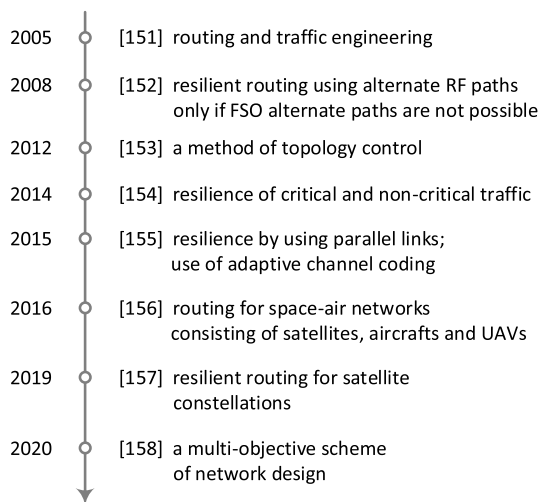 2005 [151] routing and traffic engineering
2008 [152] resilient routing using alternate RF paths
only if FSO alternate paths are not possible
2012 [153] a method of topology control
2014 [154] resilience of critical and non-critical traffic
2015 [155] resilience by using parallel links;
use of adaptive channel coding
2016 [156] routing for space-air networks
consisting of satellites, aircrafts and UAVs
2019 [157] resilient routing for satellite
constellations
2020 [158] a multi-objective scheme
of network design